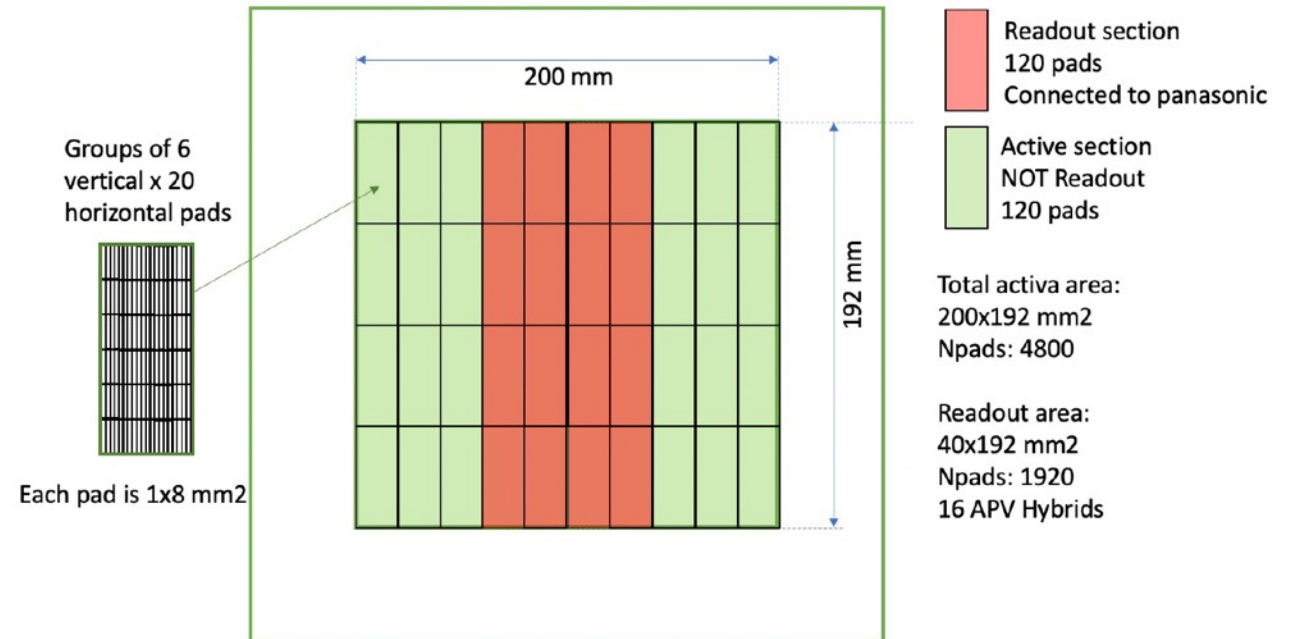 200 mm
192 mm
Groups of 6
vertical x 20
horizontal pads
Each pad is 1x8 mm2
Readout section
120 pads
Connected to panasonic
Active section
NOT Readout
120 pads
Total activa area:
200x192 mm2
Npads: 4800
Readout area:
40x192 mm2
Npads: 1920
16 APV Hybrids